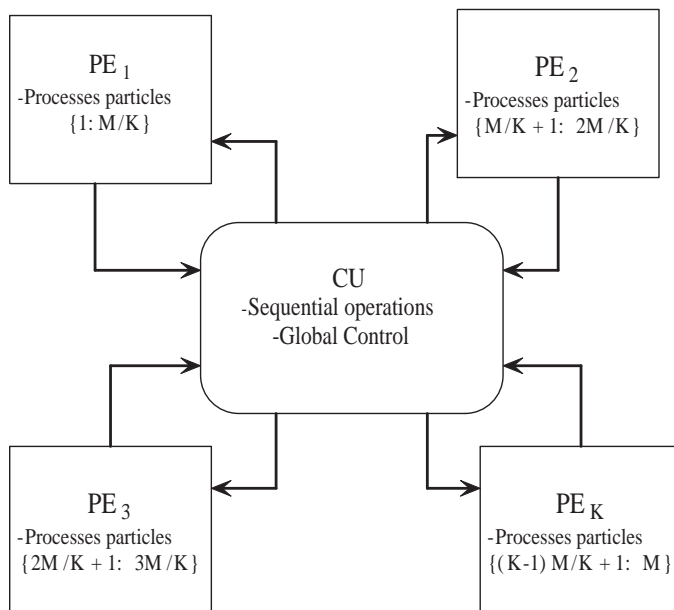 PE 1
-Processes particles
{1: M/K}
PE 2
-Processes particles
{M/K + 1: 2M/K}
CU
-Sequential operations
-Global Control
PE 3
-Processes particles
{2M/K + 1: 3M/K}
PE K
-Processes particles
{(K-1) M/K + 1: M}